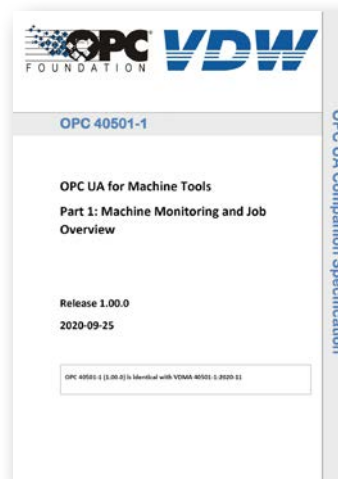 OPC
FOUNDATION
VDW
OPC 40501-1
OPC UA Companion Specification
OPC UA for Machine Tools
Part 1: Machine Monitoring and Job
Overview
Release 1.00.0
2020-09-25
OPC 40501-1 (1.00.0) is identical with VDMA 40501-1:2020-11